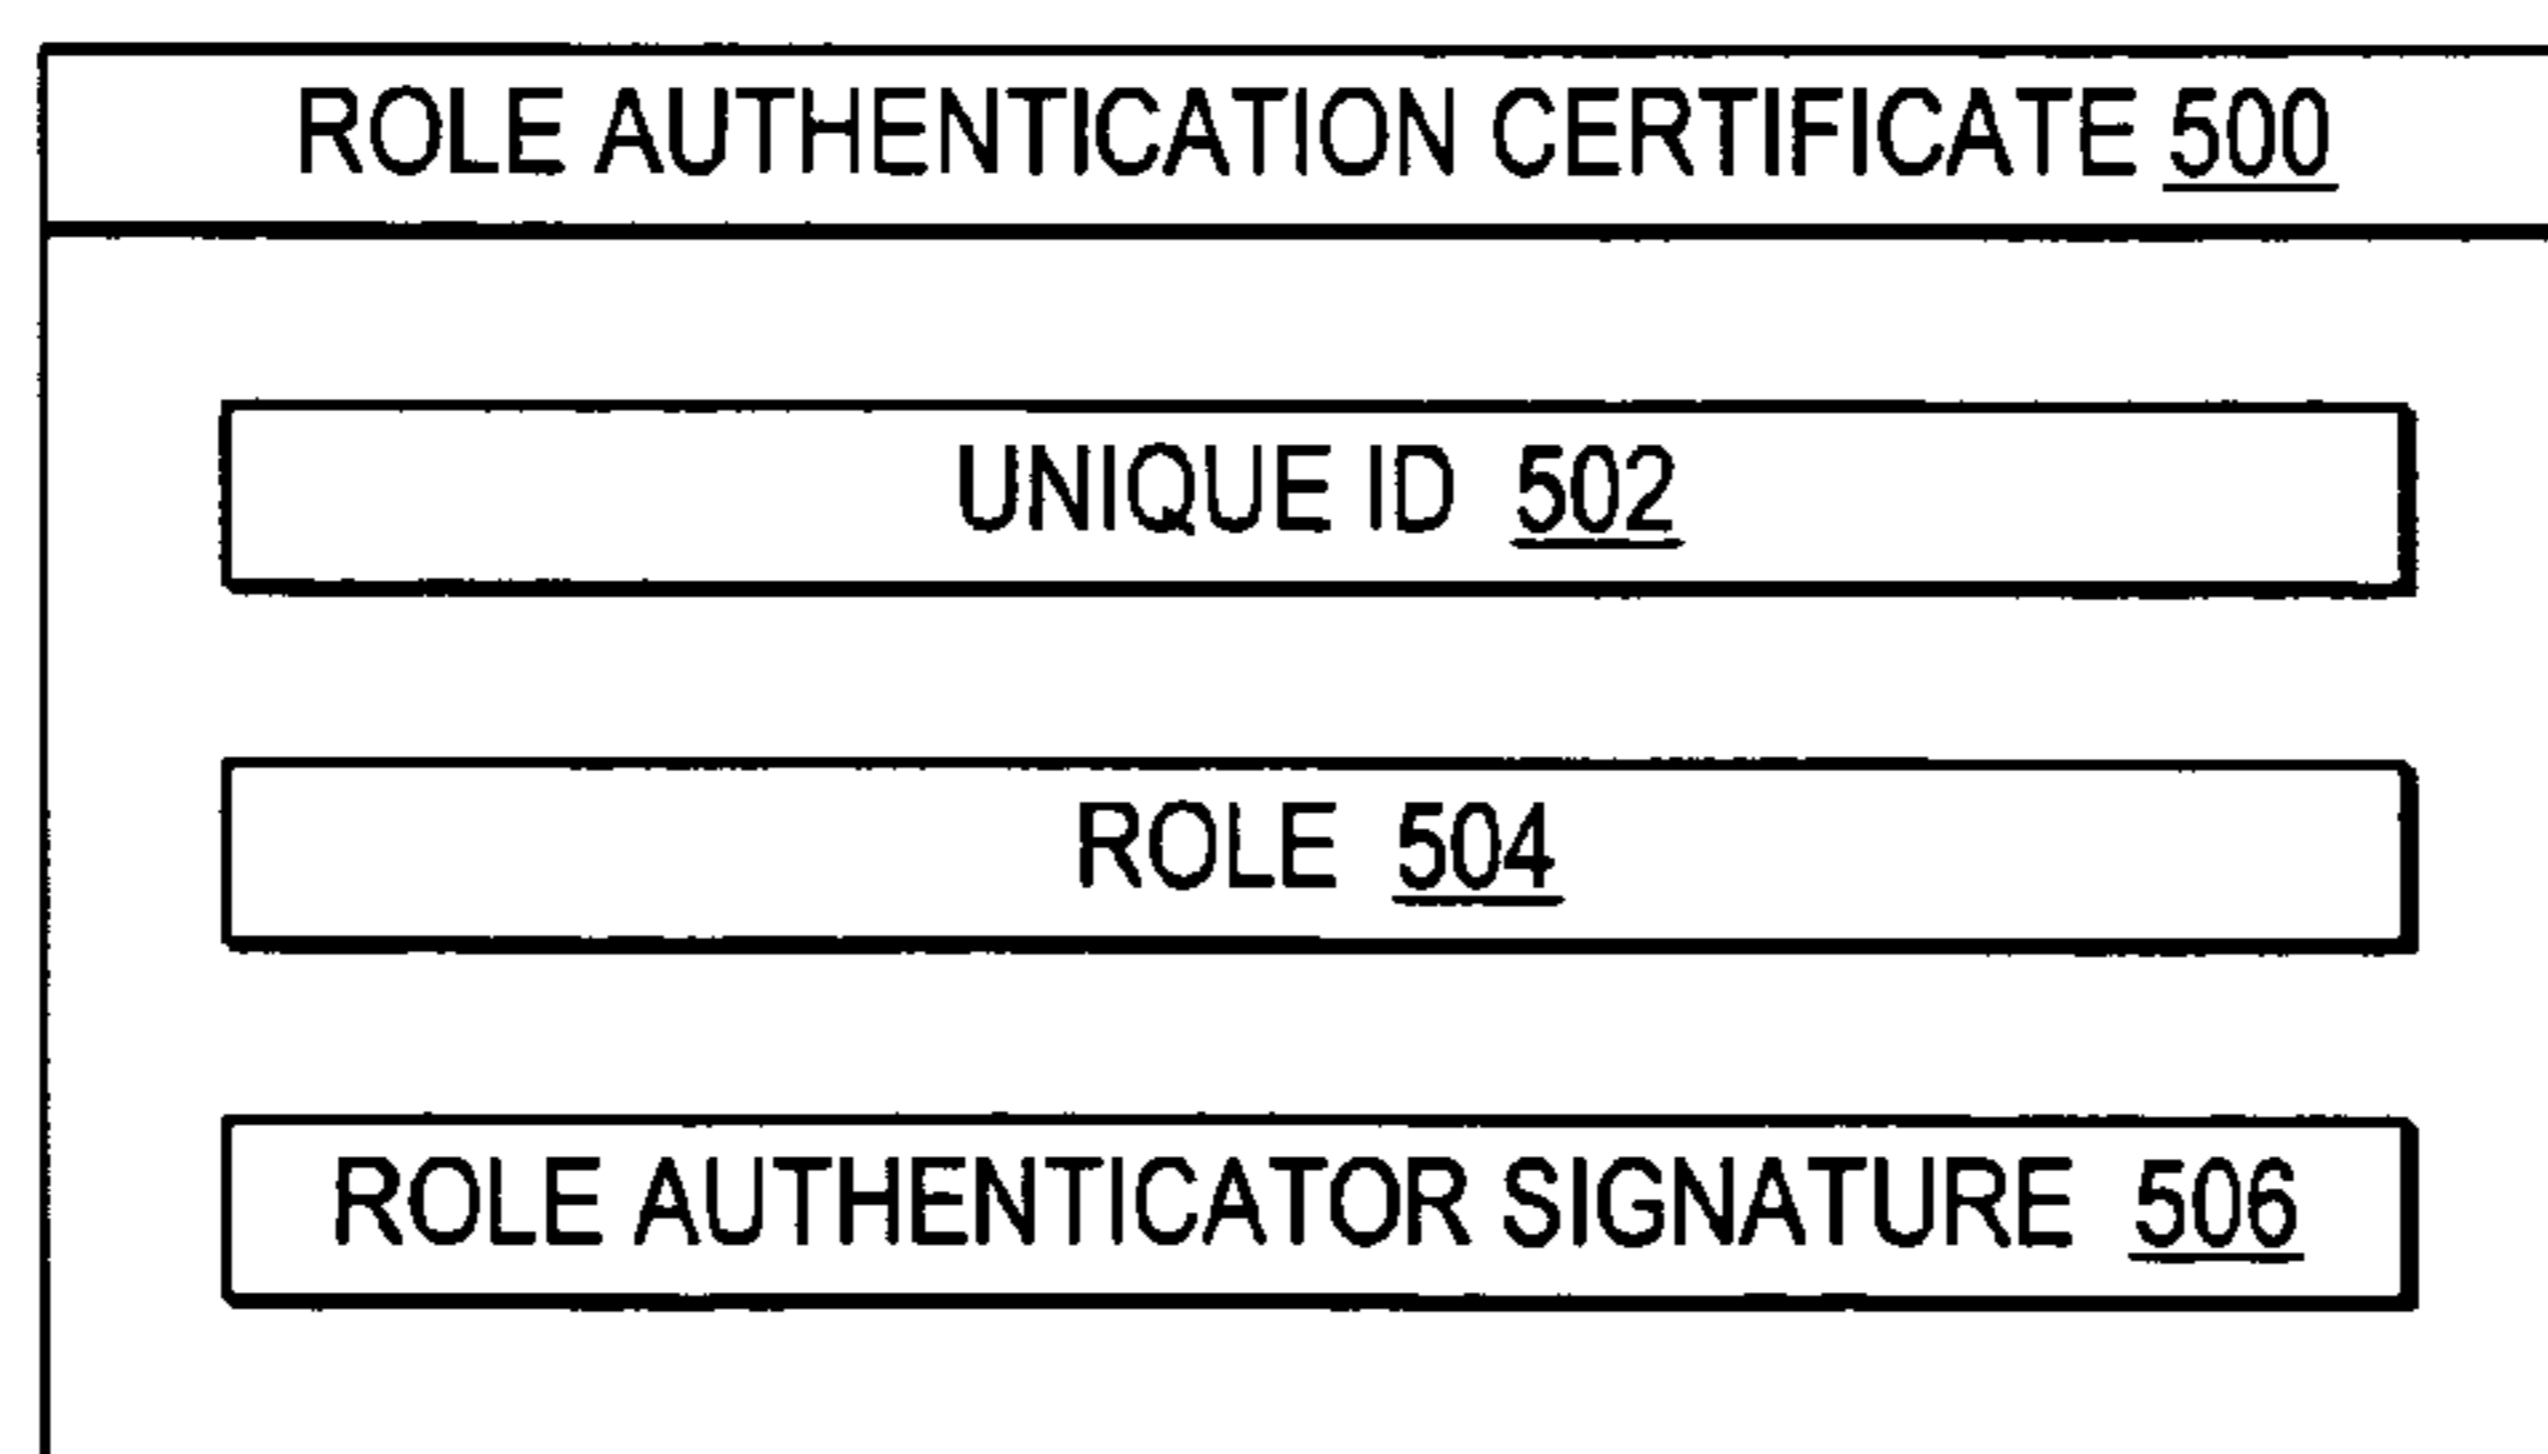 ROLE AUTHENTICATION CERTIFICATE 500
UNIQUE ID 502
ROLE 504
ROLE AUTHENTICATOR SIGNATURE 506